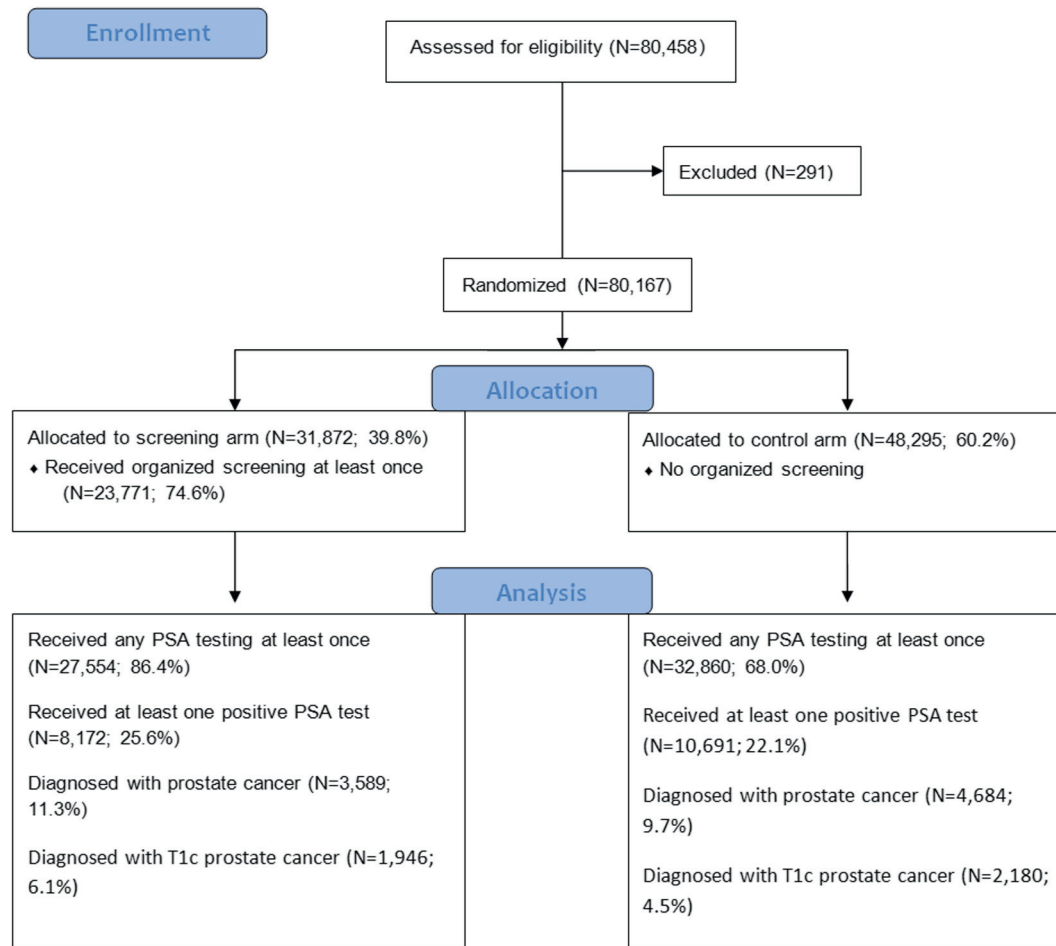 Enrollment
Assessed for eligibility (N=80,458)
Excluded (N=291)
Randomized (N=80,167)
Allocation
Allocated to screening arm (N=31,872; 39.8%)
♦ Received organized screening at least once
(N=23,771; 74.6%)
Allocated to control arm (N=48,295; 60.2%)
♦ No organized screening
Analysis
Received any PSA testing at least once
(N=27,554; 86.4%)
Received at least one positive PSA test
(N=8,172; 25.6%)
Diagnosed with prostate cancer (N=3,589;
11.3%)
Diagnosed with T1c prostate cancer (N=1,946;
6.1%)
Received any PSA testing at least once
(N=32,860; 68.0%)
Received at least one positive PSA test
(N=10,691; 22.1%)
Diagnosed with prostate cancer (N=4,684;
9.7%)
Diagnosed with T1c prostate cancer (N=2,180;
4.5%)